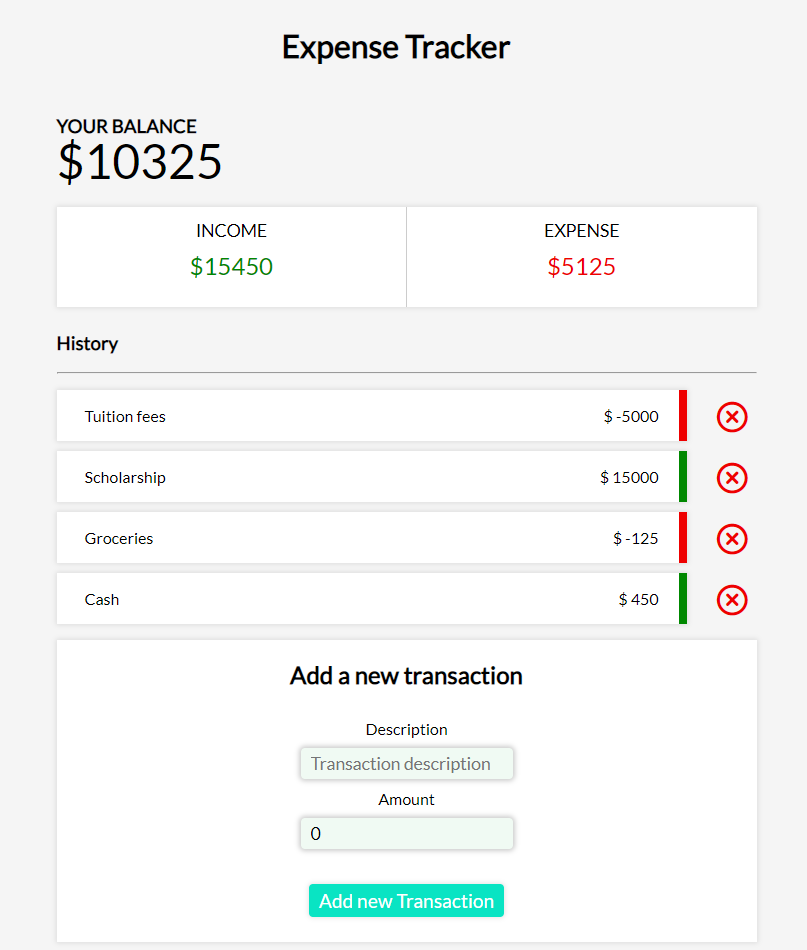 Expense Tracker
YOUR BALANCE
$10325
INCOME EXPENSE
$15450 $5125
History
Tuition fees $ -5000
Scholarship $ 15000
Groceries $ -125
Cash $ 450
Add a new transaction
Description
Transaction description
Amount
0
Add new Transaction